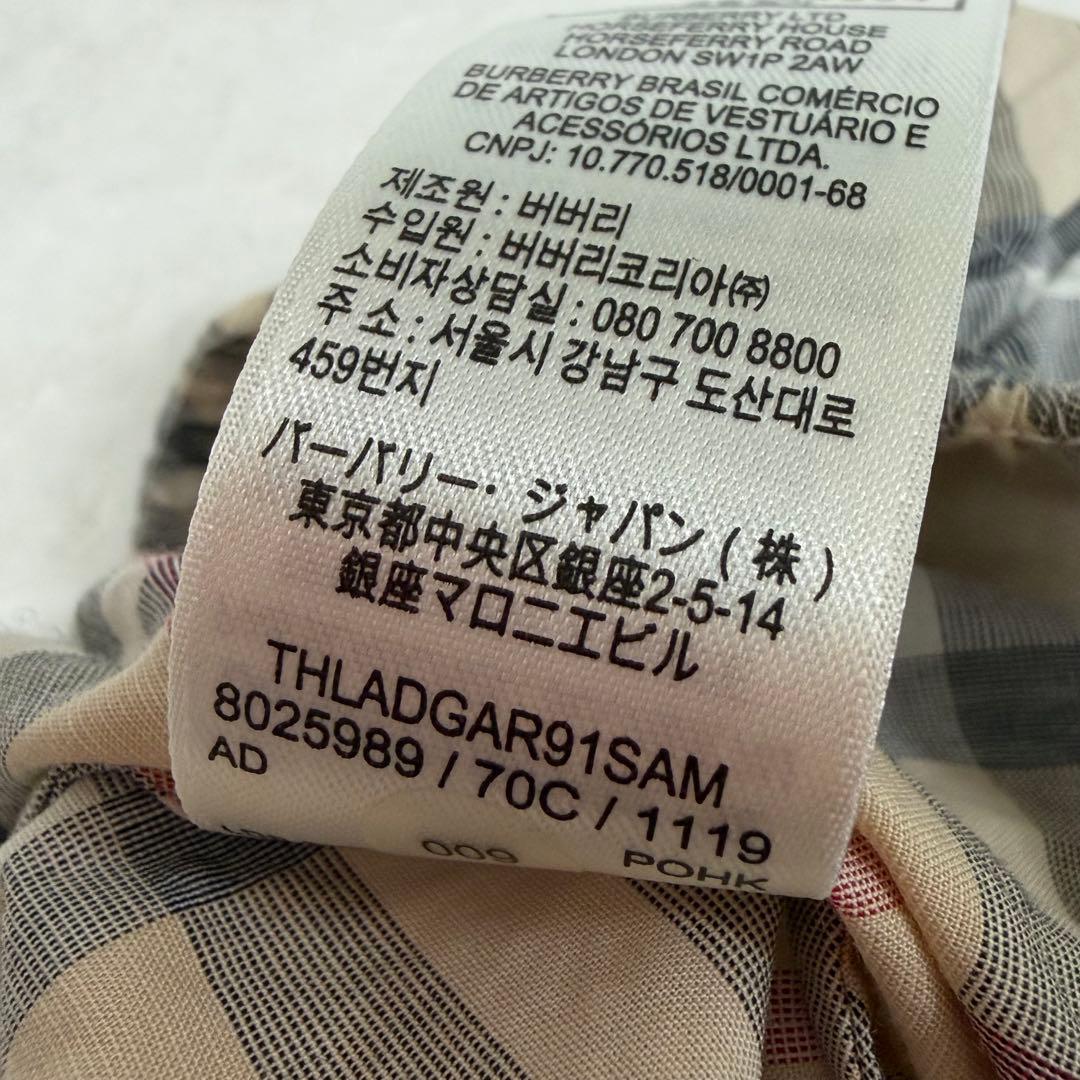 BURBERRY LTD
HORSEFERRY HOUSE
HORSEFERRY ROAD
LONDON SW1P 2AW
BURBERRY BRASIL COMÉRCIO
DE ARTIGOS DE VESTUÁRIO E
ACESSÓRIOS LTDA.
CNPJ: 10.770.518/0001-68
제조원 : 버버리
수입원 : 버버리코리아㈜
소비자상담실 : 080 700 8800
주 소 : 서울시 강남구 도산대로
459번지
バーバリー・ジャパン ( 株 )
東京都中央区銀座2-5-14
銀座マロニエビル
THLADGAR91SAM
8025989 / 70C / 1119
AD
009 POHK